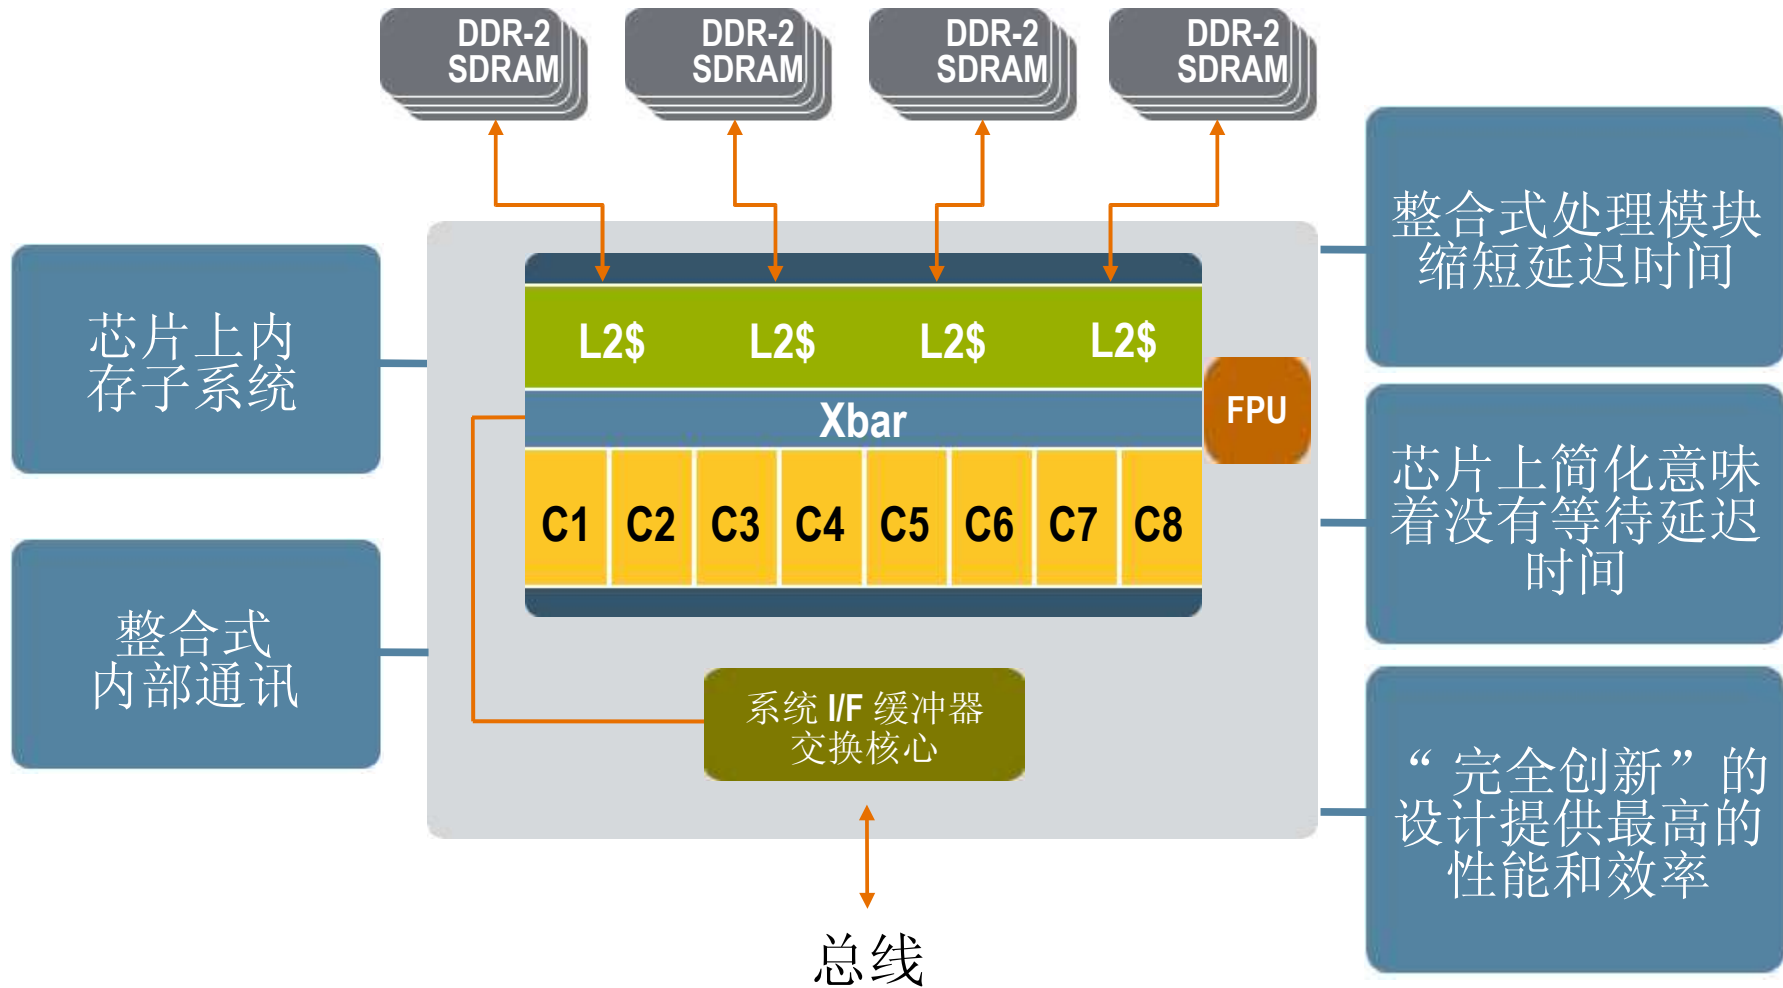 DDR-2
SDRAM
DDR-2
SDRAM
DDR-2
SDRAM
DDR-2
SDRAM
芯片上内
存子系统
整合式
内部通讯
L2$ L2$ L2$ L2$
Xbar
FPU
C1 C2 C3 C4 C5 C6 C7 C8
系统 I/F 缓冲器
交换核心
总线
整合式处理模块
缩短延迟时间
芯片上简化意味
着没有等待延迟
时间
“ 完全创新” 的
设计提供最高的
性能和效率